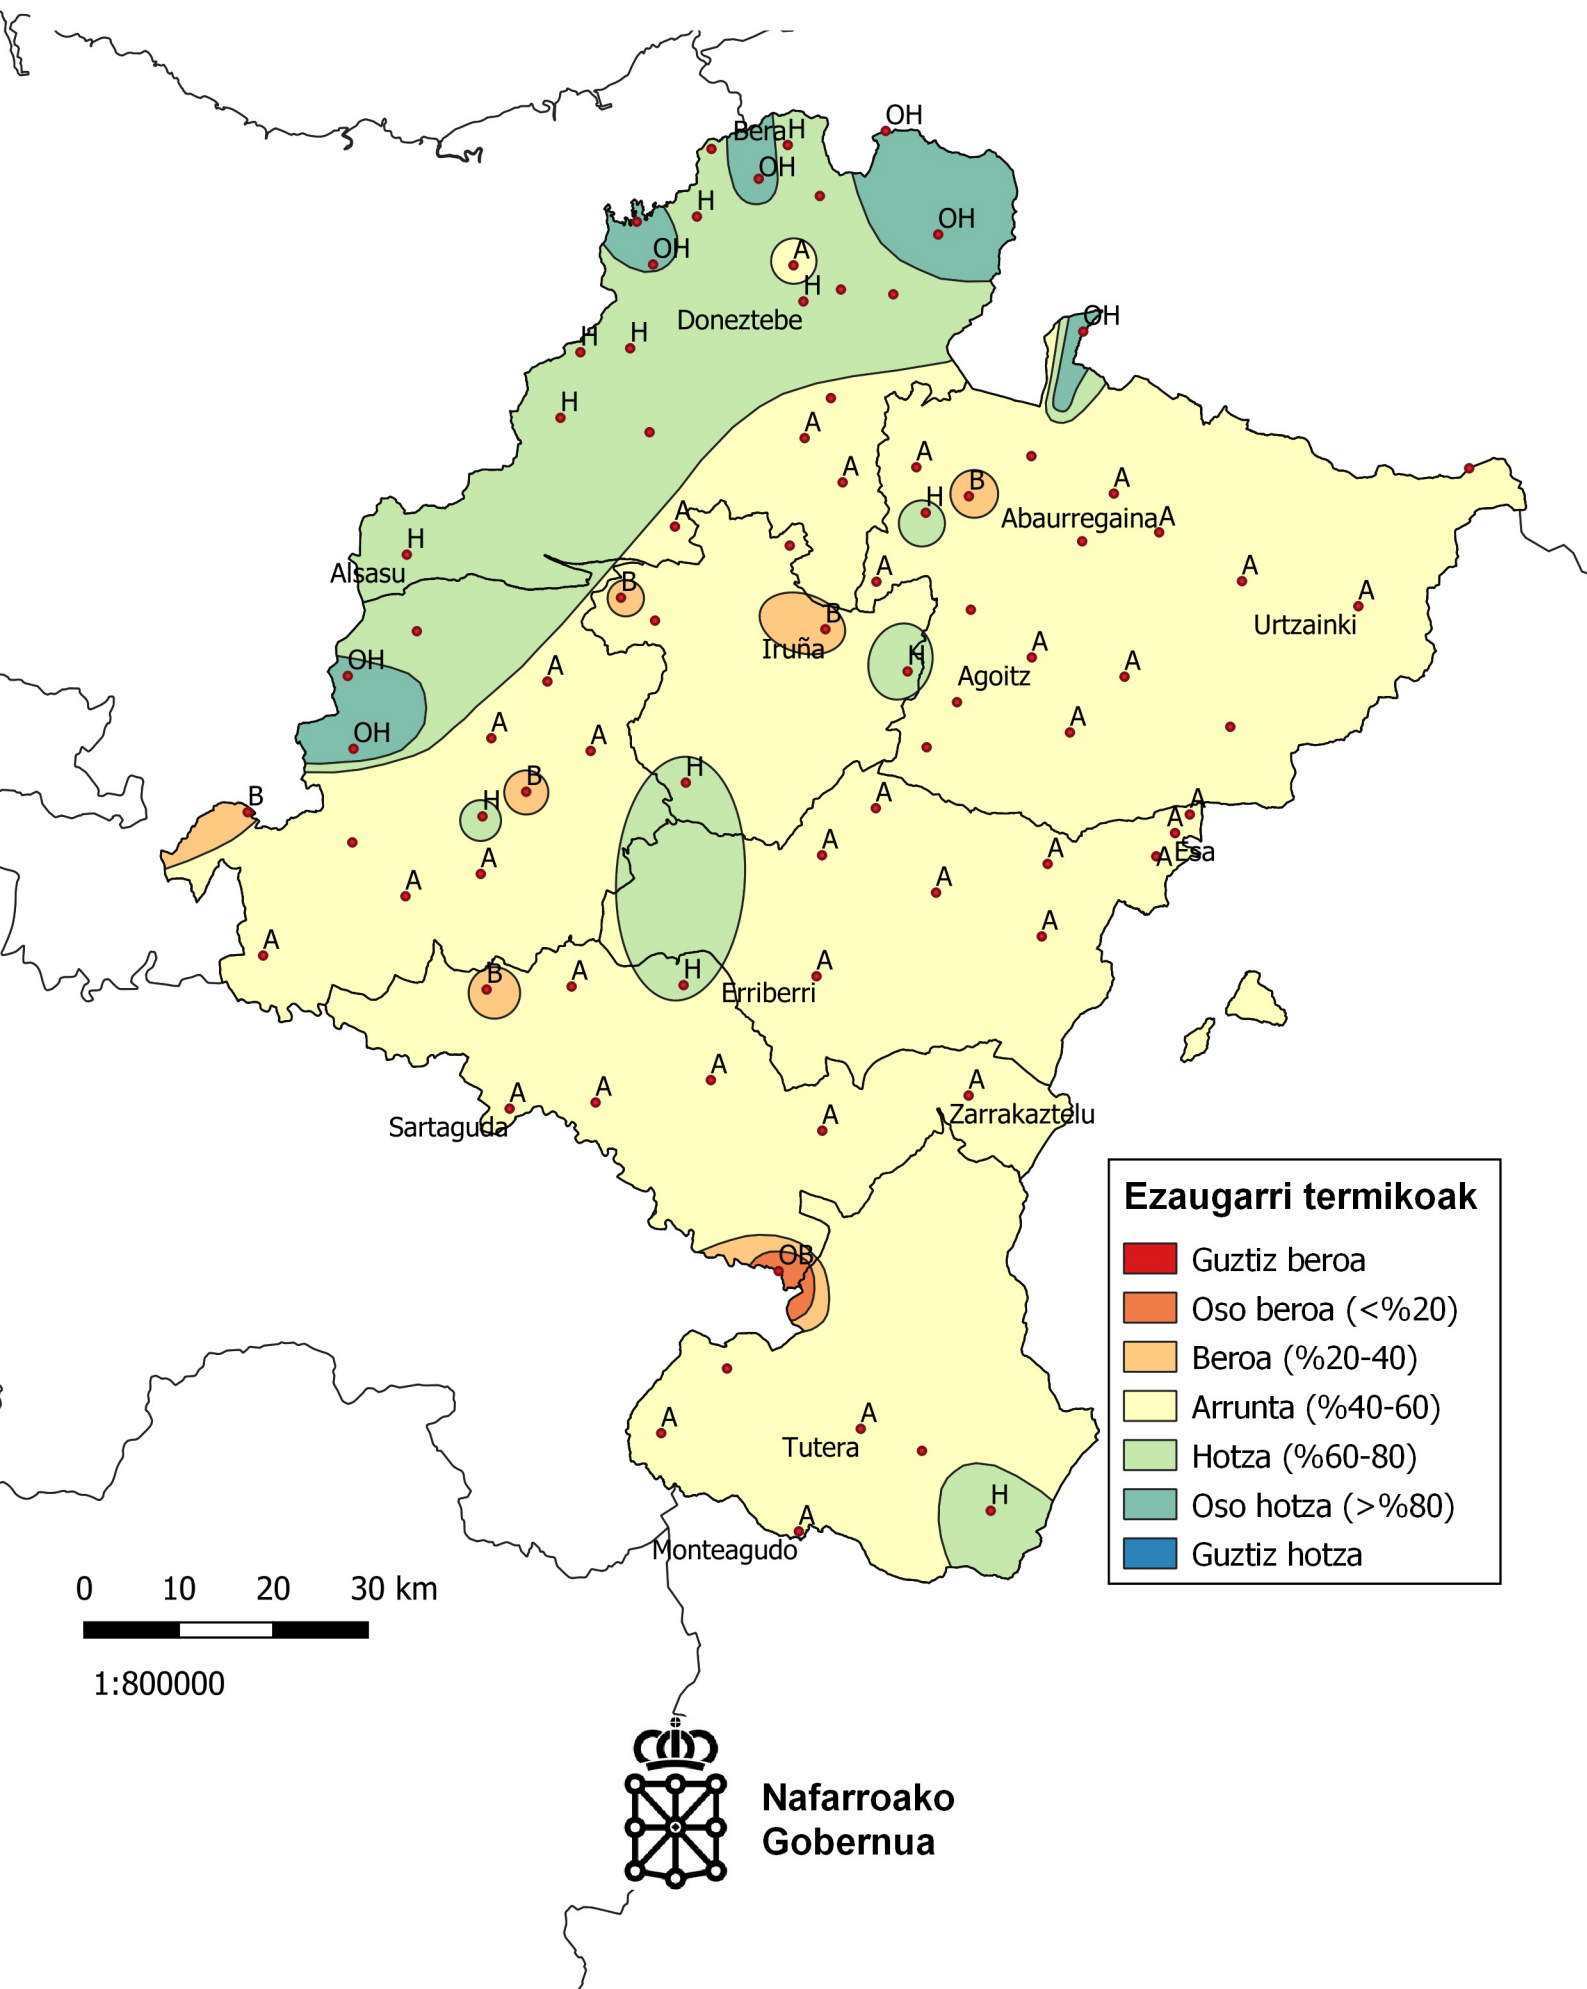 OH
Bera H
OH
H
OH
OH
A
H
Doneztebe
OH
H
H
H
A
A
A
B
H
A
Abaurregaina A
A
H
Alsasu
A
A
A
B
B
Iruña
Urtzainki
H
A
A
Agoitz
OH
A
A
OH
A
A
H
B
B
H
A
A
A
A
A
A
A Esa
A
A
A
A
A
A
H
B
A
A
Erriberri
A
A
Zarrakaztelu
A
A
A
Sartaguda
OB
A
A
Tutera
H
A
Monteagudo
Ezaugarri termikoak
Guztiz beroa
Oso beroa (<%20)
Beroa (%20-40)
Arrunta (%40-60)
Hotza (%60-80)
Oso hotza (>%80)
Guztiz hotza
0 10 20 30 km
1:800000
Nafarroako
Gobernua